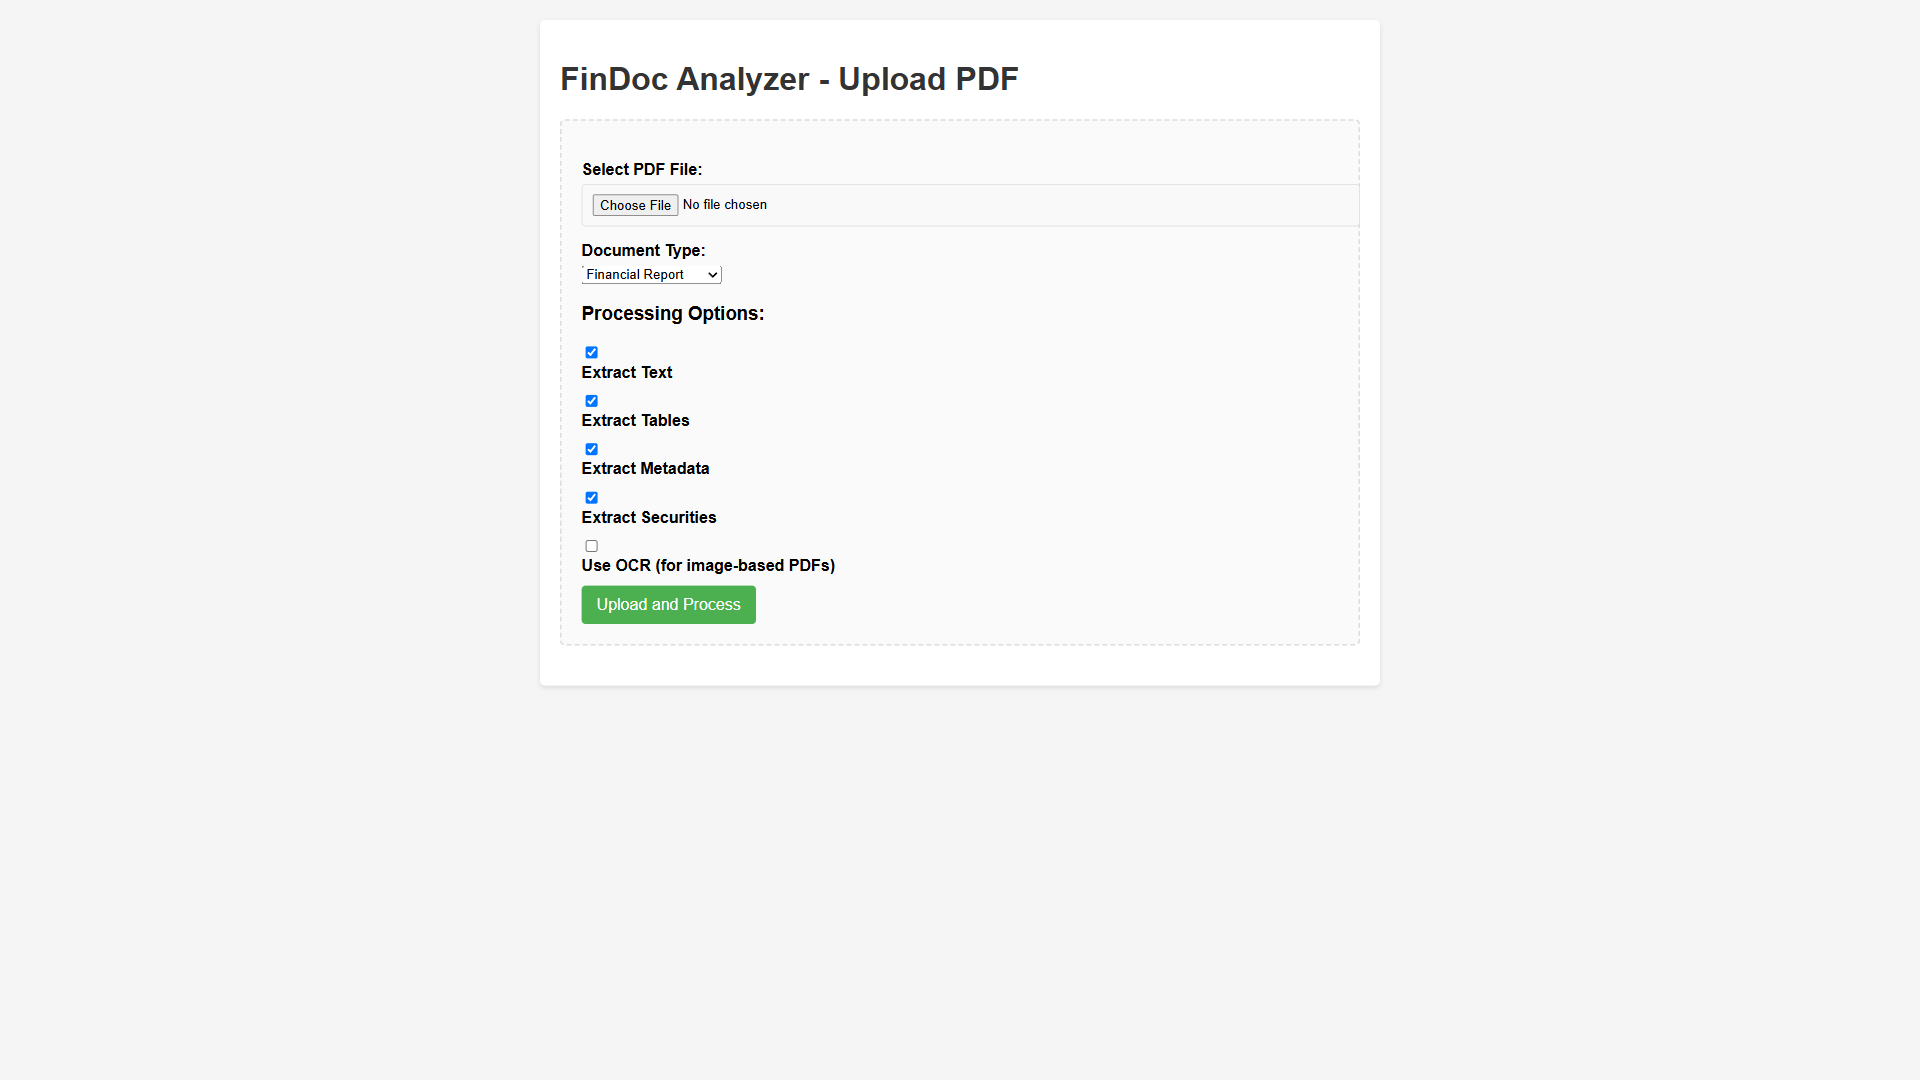 FinDoc Analyzer - Upload PDF
Select PDF File:
Choose File No file chosen
Document Type:
Financial Report
Processing Options:
Extract Text
Extract Tables
Extract Metadata
Extract Securities
Use OCR (for image-based PDFs)
Upload and Process